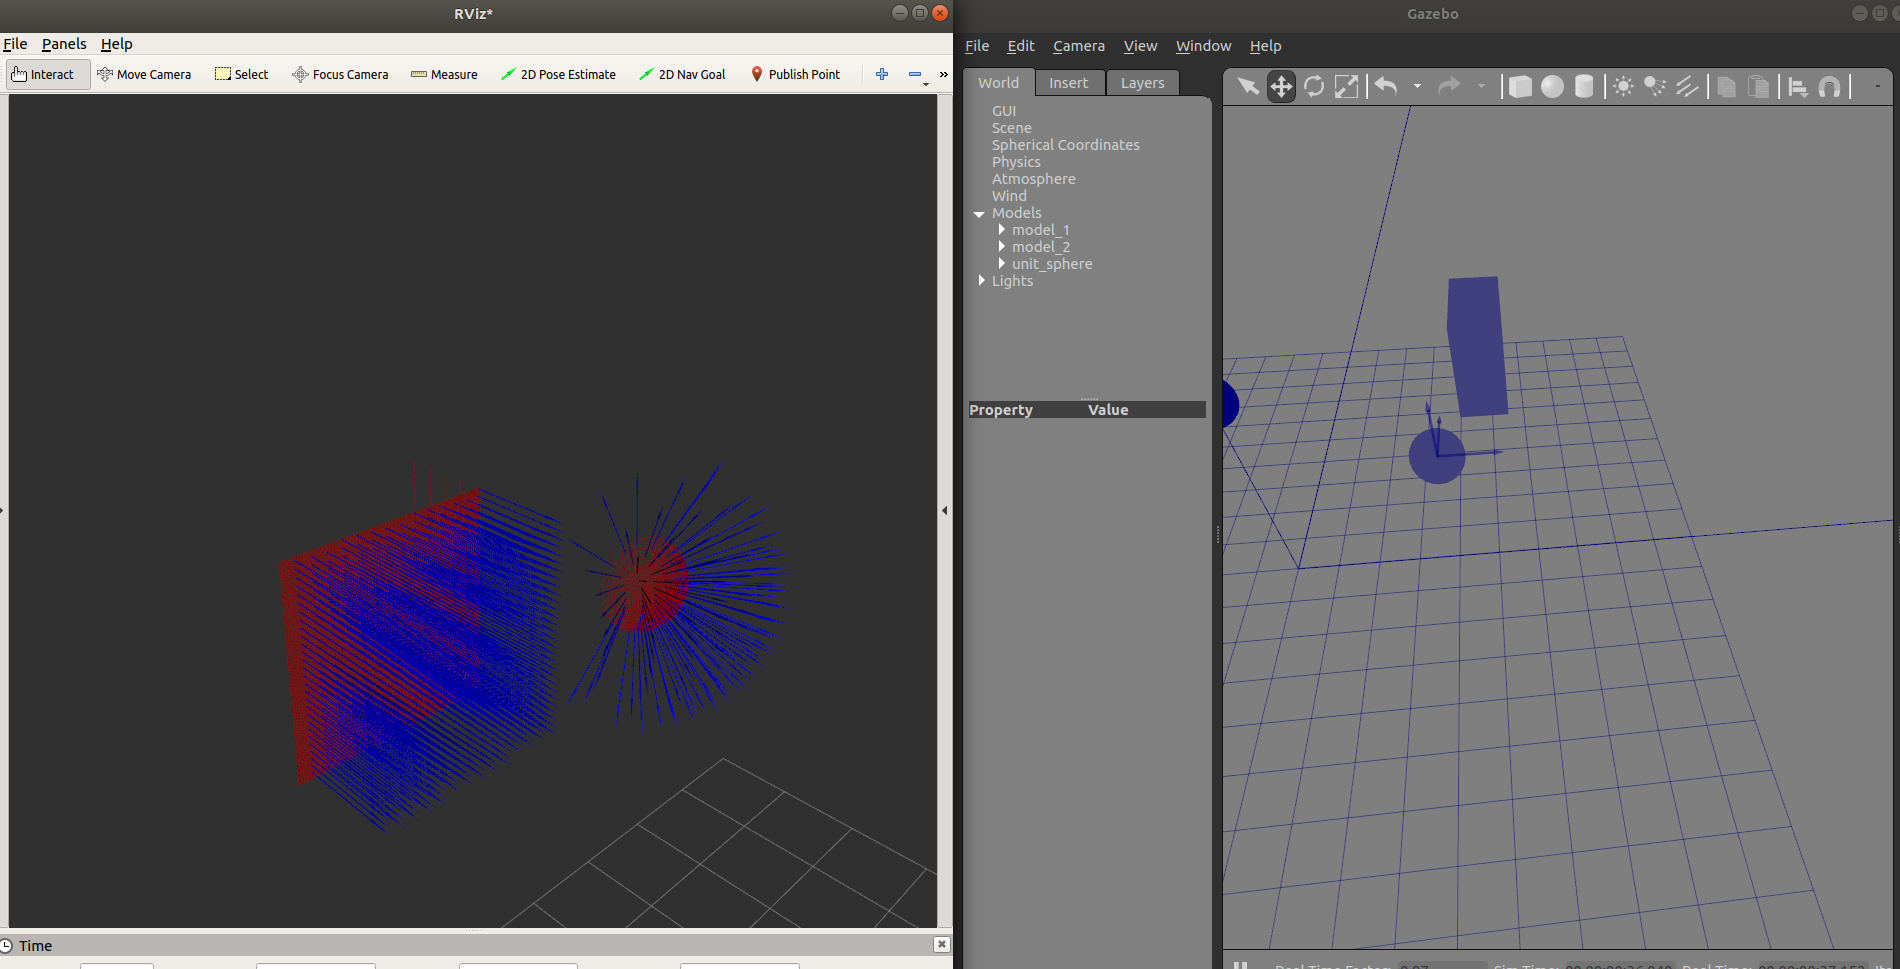 RViz*
File Panels Help
Interact Move Camera Select Focus Camera Measure 2D Pose Estimate 2D Nav Goal Publish Point »
Time
Gazebo
File Edit Camera View Window Help
World Insert Layers
GUI
Scene
Spherical Coordinates
Physics
Atmosphere
Wind
Models
model_1
model_2
unit_sphere
Lights
Property Value